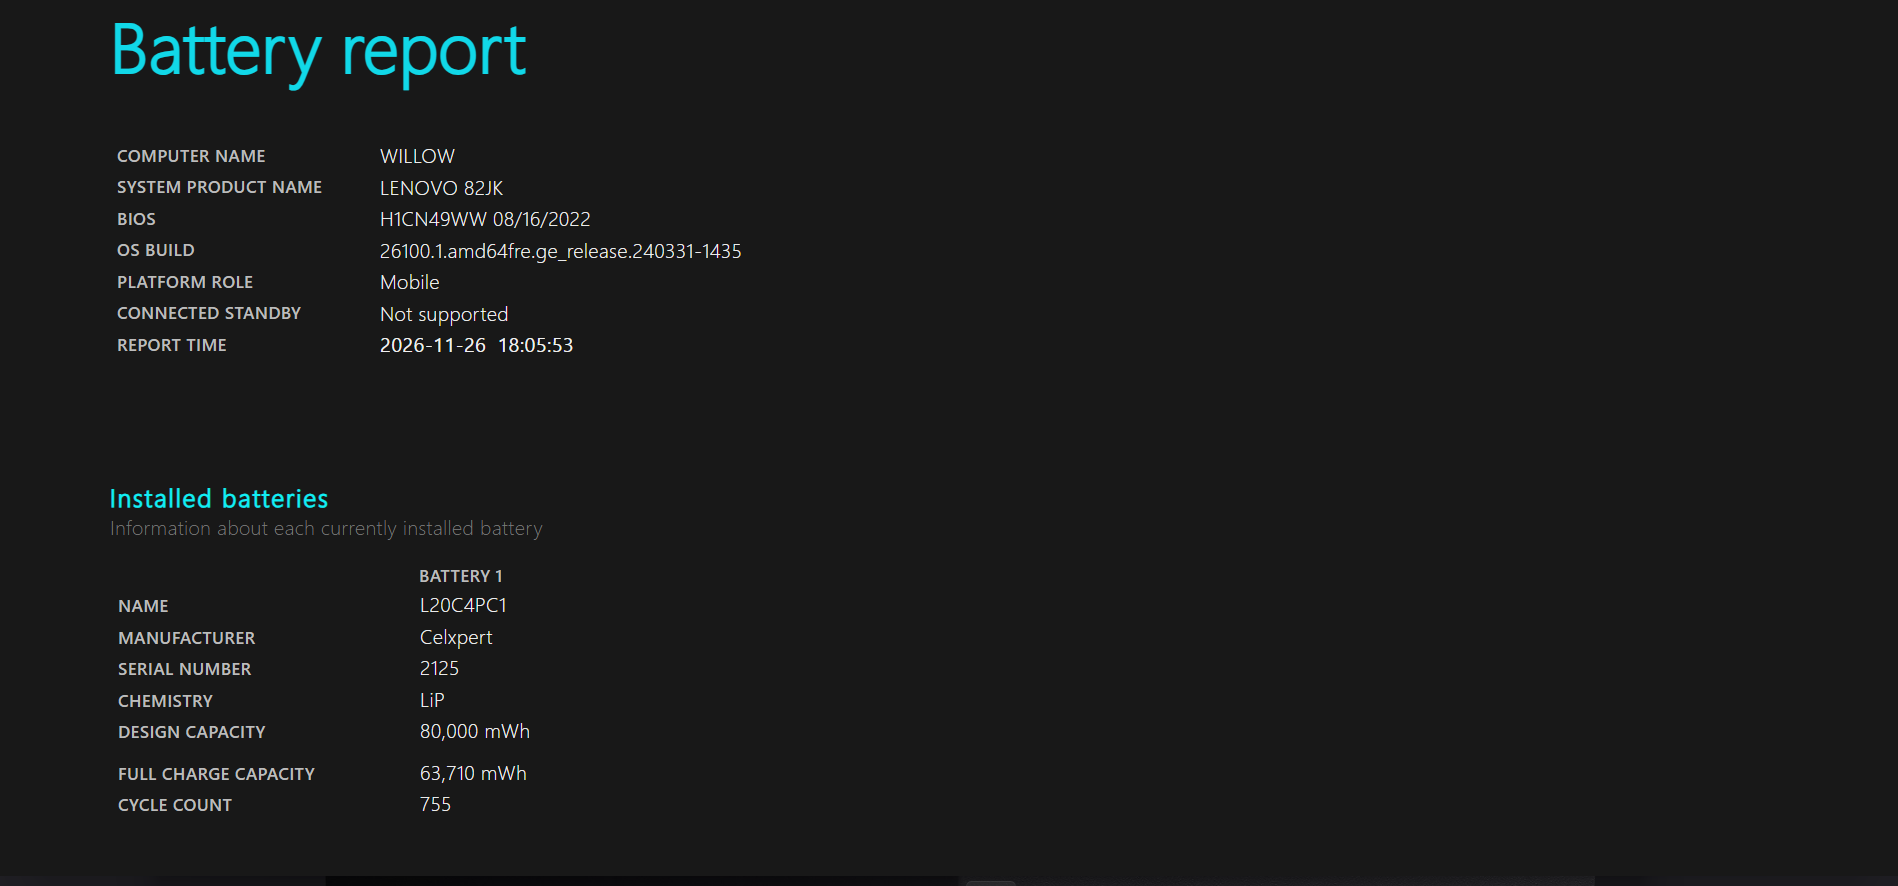 Battery report
COMPUTER NAME WILLOW
SYSTEM PRODUCT NAME LENOVO 82JK
BIOS H1CN49WW 08/16/2022
OS BUILD 26100.1.amd64fre.ge_release.240331-1435
PLATFORM ROLE Mobile
CONNECTED STANDBY Not supported
REPORT TIME 2026-11-26 18:05:53
Installed batteries
Information about each currently installed battery
BATTERY 1
NAME L20C4PC1
MANUFACTURER Celxpert
SERIAL NUMBER 2125
CHEMISTRY LiP
DESIGN CAPACITY 80,000 mWh
FULL CHARGE CAPACITY 63,710 mWh
CYCLE COUNT 755